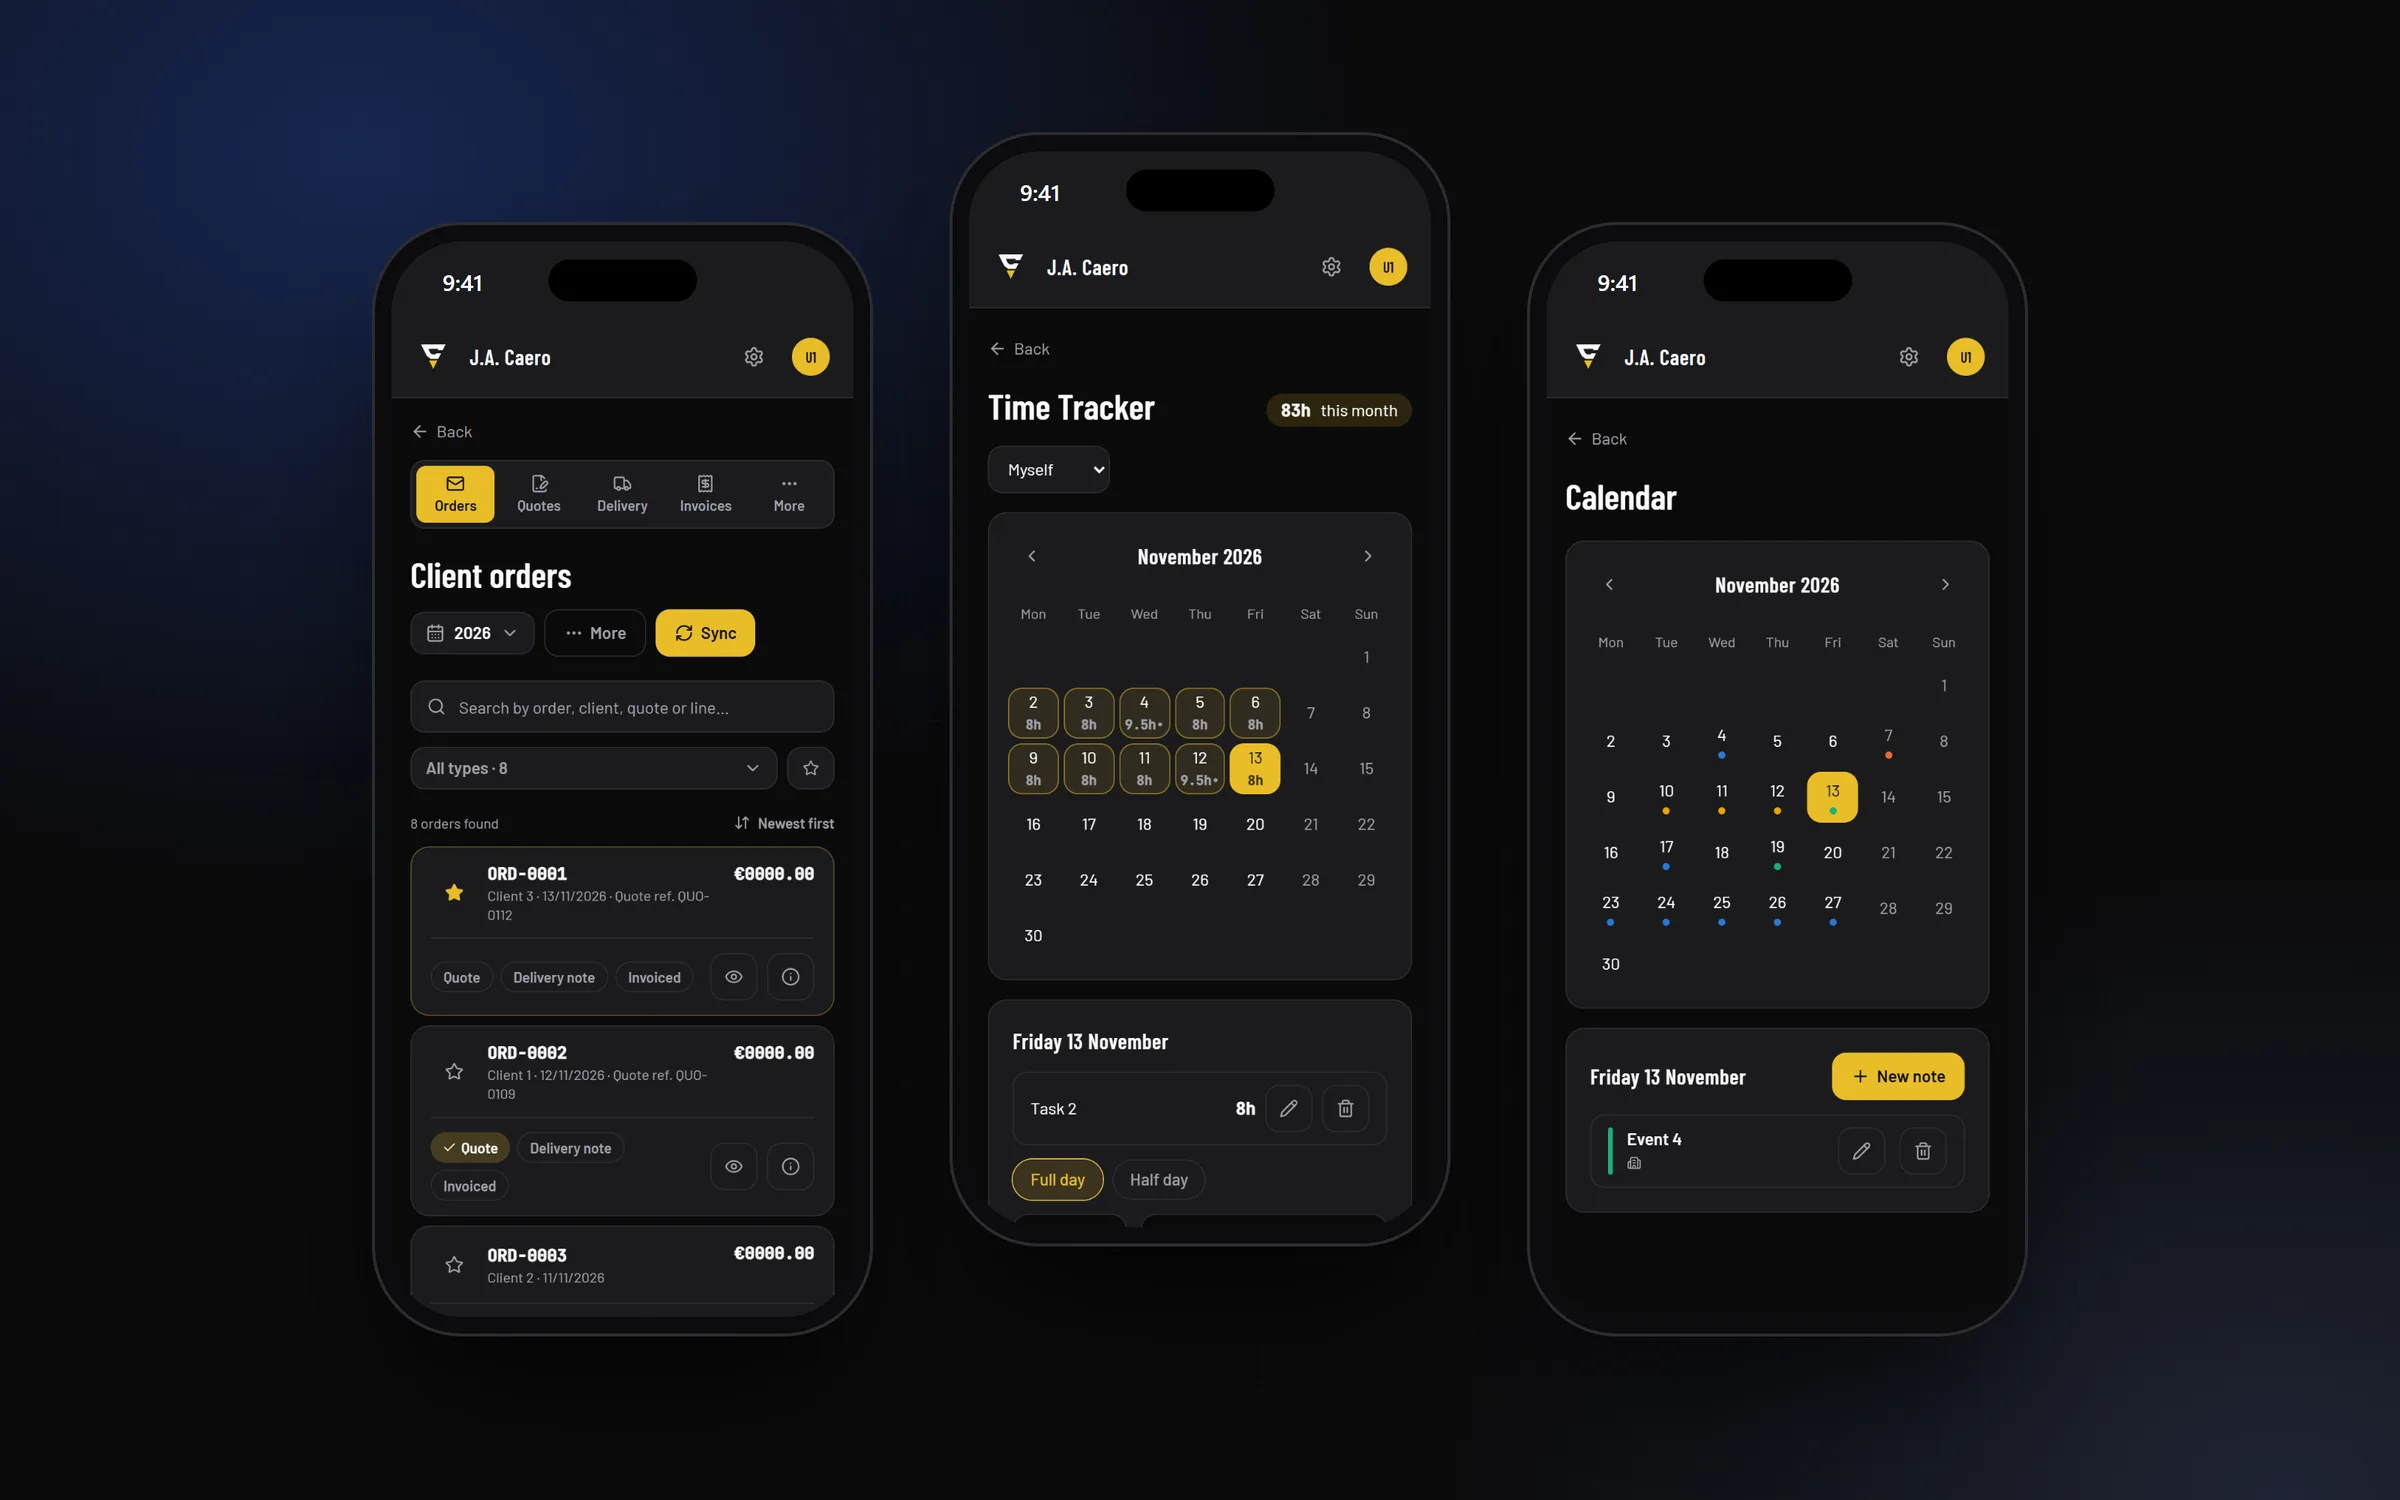 9:41
J.A. Caero
U1
Back
Orders
Quotes
Delivery
Invoices
More
Client orders
2026
More
Sync
Search by order, client, quote or line...
All types · 8
8 orders found
Newest first
ORD-0001
€0000.00
Client 3 · 13/11/2026 · Quote ref. QUO-
0112
Quote
Delivery note
Invoiced
ORD-0002
€0000.00
Client 1 · 12/11/2026 · Quote ref. QUO-
0109
Quote
Delivery note
Invoiced
ORD-0003
€0000.00
Client 2 · 11/11/2026
9:41
J.A. Caero
U1
Back
Time Tracker
83h this month
Myself
November 2026
Mon Tue Wed Thu Fri Sat Sun
1
2 3 4 5 6 7 8
8h 8h 9.5h• 8h 8h
9 10 11 12 13 14 15
8h 8h 8h 9.5h• 8h
16 17 18 19 20 21 22
23 24 25 26 27 28 29
30
Friday 13 November
Task 2
8h
Full day
Half day
9:41
J.A. Caero
U1
Back
Calendar
November 2026
Mon Tue Wed Thu Fri Sat Sun
1
2 3 4 5 6 7 8
9 10 11 12 13 14 15
16 17 18 19 20 21 22
23 24 25 26 27 28 29
30
Friday 13 November
New note
Event 4